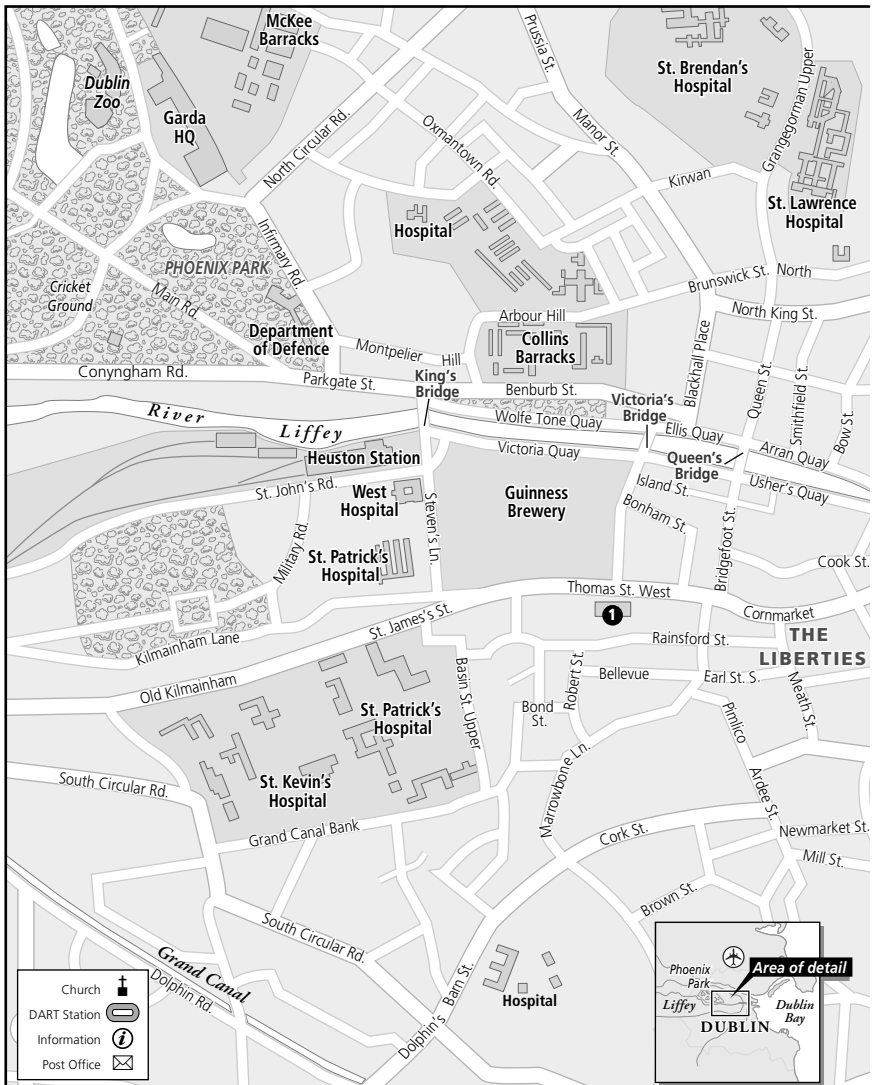 McKee
Barracks
Prussia St.
St. Brendan's
Hospital
Grangegorman Upper
Dublin
Zoo
Garda
HQ
North Circular Rd.
Oxmantown Rd.
Manor St.
Kirwan
St. Lawrence
Hospital
Hospital
Infirmary Rd.
PHOENIX PARK
Cricket
Ground
Main Rd.
Brunswick St. North
North King St.
Arbour Hill
Collins
Barracks
Department
of Defence
Montpelier Hill
Blackhall Place
Queen St.
Smithfield St.
Bow St.
Conyngham Rd.
Parkgate St.
King's
Bridge
Benburb St.
Victoria's
Bridge
River Liffey
Wolfe Tone Quay
Ellis Quay
Arran Quay
Heuston Station
Victoria Quay
Queen's
Bridge
Usher's Quay
St. John's Rd.
West
Hospital
Steven's Ln.
Guinness
Brewery
Island St.
Bonham St.
Bridgefoot St.
Military Rd.
St. Patrick's
Hospital
Cook St.
Thomas St. West
Cornmarket
1
St. James's St.
Rainsford St.
THE
LIBERTIES
Kilmainham Lane
Old Kilmainham
Basin St. Upper
Robert St.
Bellevue
Earl St. S.
Meath St.
St. Patrick's
Hospital
Bond
St.
Pimlico
St. Kevin's
Hospital
South Circular Rd.
Marrowbone Ln.
Ardee St.
Grand Canal Bank
Cork St.
Newmarket St.
Mill St.
Brown St.
South Circular Rd.
Grand Canal
Dolphin Rd.
Dolphin's Barn St.
Hospital
Church
DART Station
Information i
Post Office
Phoenix
Park
Area of detail
Liffey
DUBLIN
Dublin
Bay